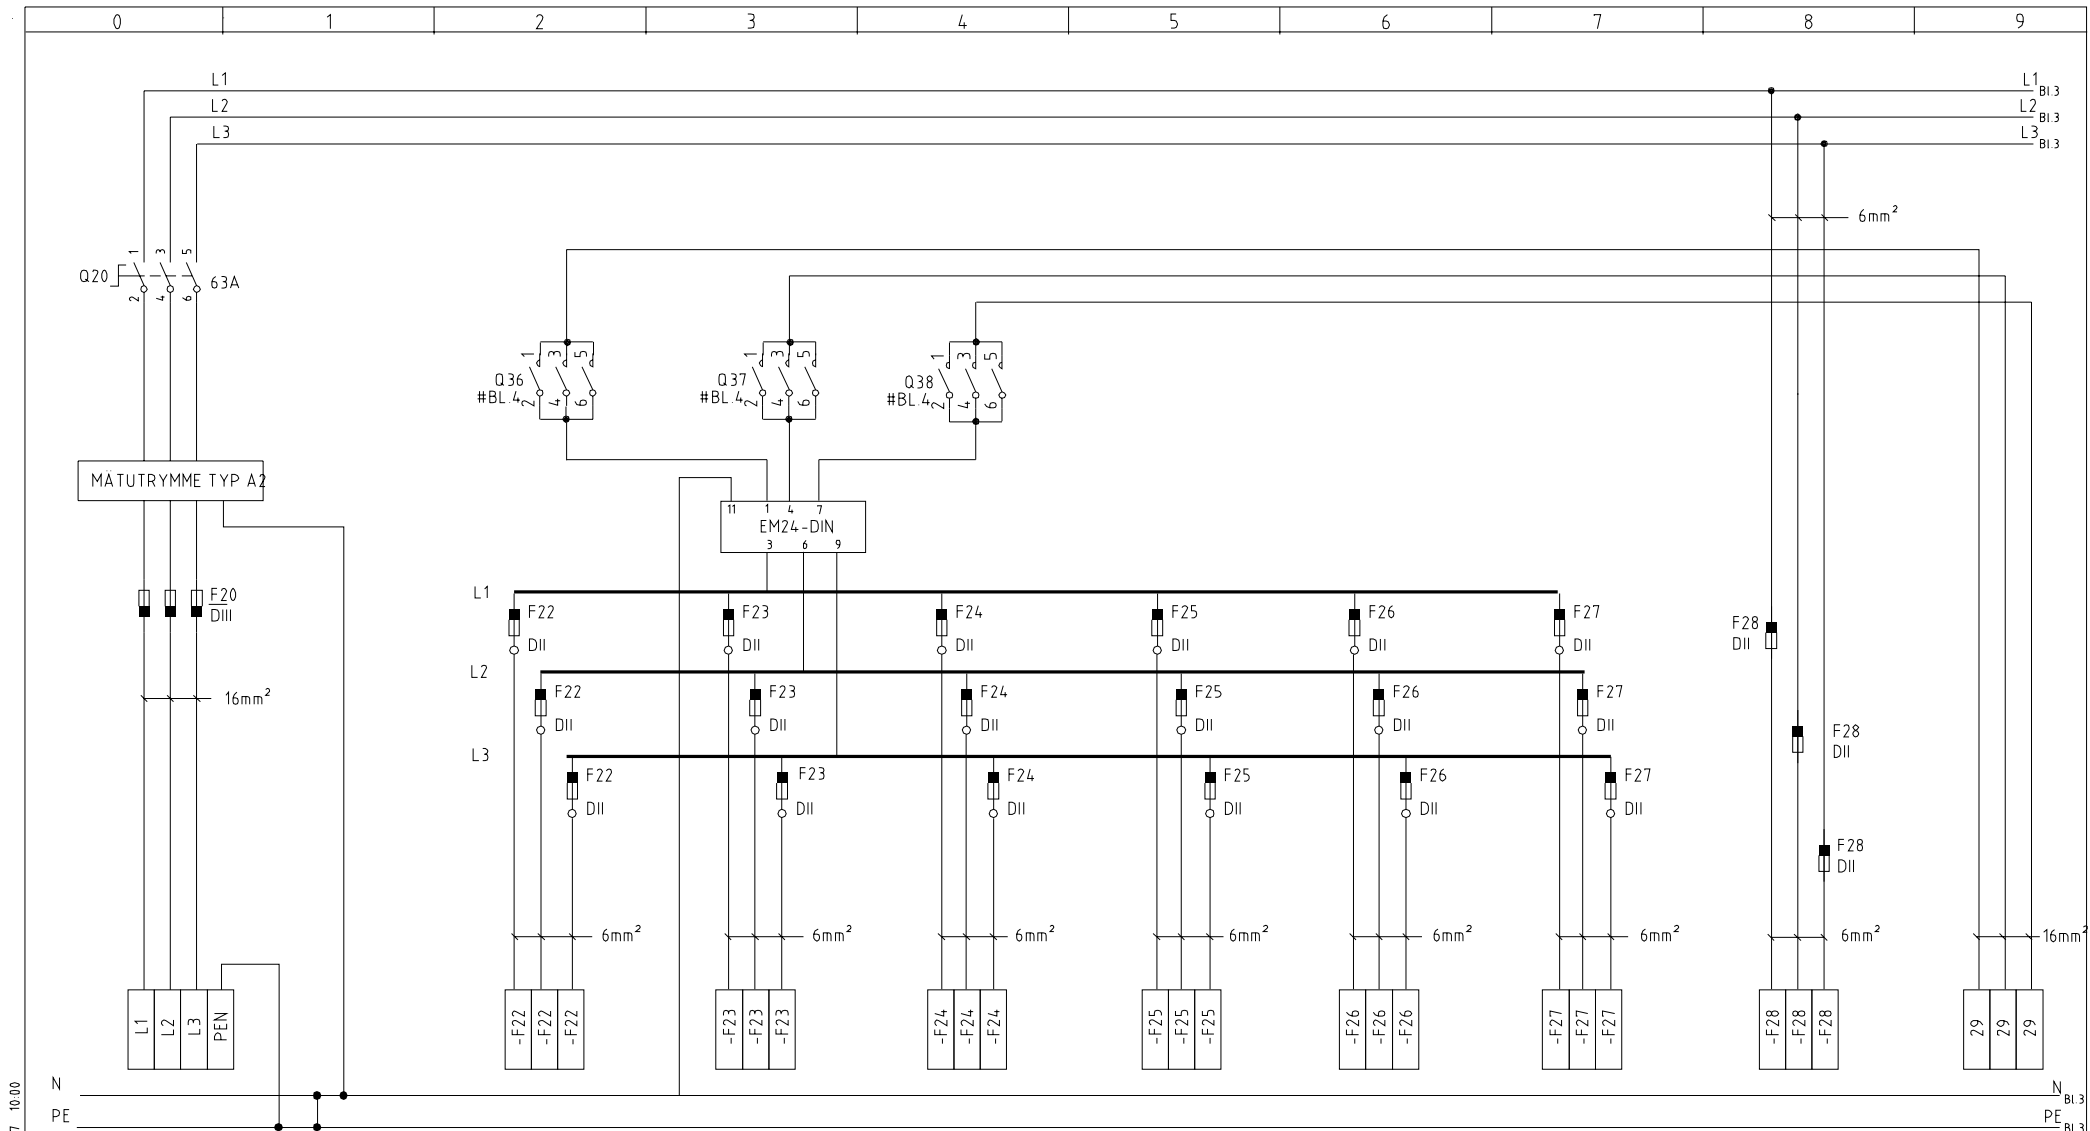 0 1 2 3 4 5 6 7 8 9
L1 L1 Bl.3
L2 L2 Bl.3
L3 L3 Bl.3
6mm²
1 3 5
Q20 63A
2 4 6
1 3 5 1 3 5 1 3 5
Q36 Q37 Q38
#BL.4 #BL.4 #BL.4
2 4 6 2 4 6 2 4 6
MÄTUTRYMME TYP A2
11 1 4 7
EM24-DIN
3 6 9
L1
F20
DIII
F22 F23 F24 F25 F26 F27
F28
DII DII DII DII DII DII DII
L2
16mm²
F22 F23 F24 F25 F26 F27
DII DII DII DII DII DII
F28
DII
L3
F22 F23 F24 F25 F26 F27
DII DII DII DII DII DII
F28
DII
6mm² 6mm² 6mm² 6mm² 6mm² 6mm² 6mm² 16mm²
L1 L2 L3 PEN -F22 -F22 -F22 -F23 -F23 -F23 -F24 -F24 -F24 -F25 -F25 -F25 -F26 -F26 -F26 -F27 -F27 -F27 -F28 -F28 -F28 29 29 29
N N Bl.3
PE PE Bl.3
7 10:00